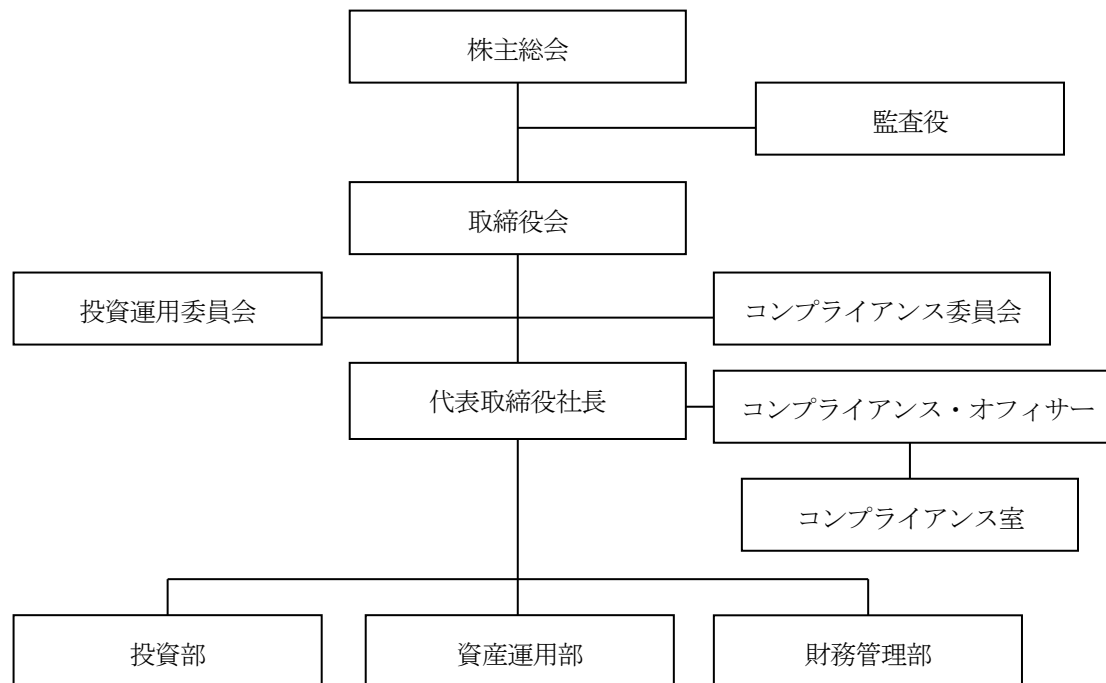 株主総会
監査役
取締役会
投資運用委員会
コンプライアンス委員会
代表取締役社長
コンプライアンス・オフィサー
コンプライアンス室
投資部
資産運用部
財務管理部